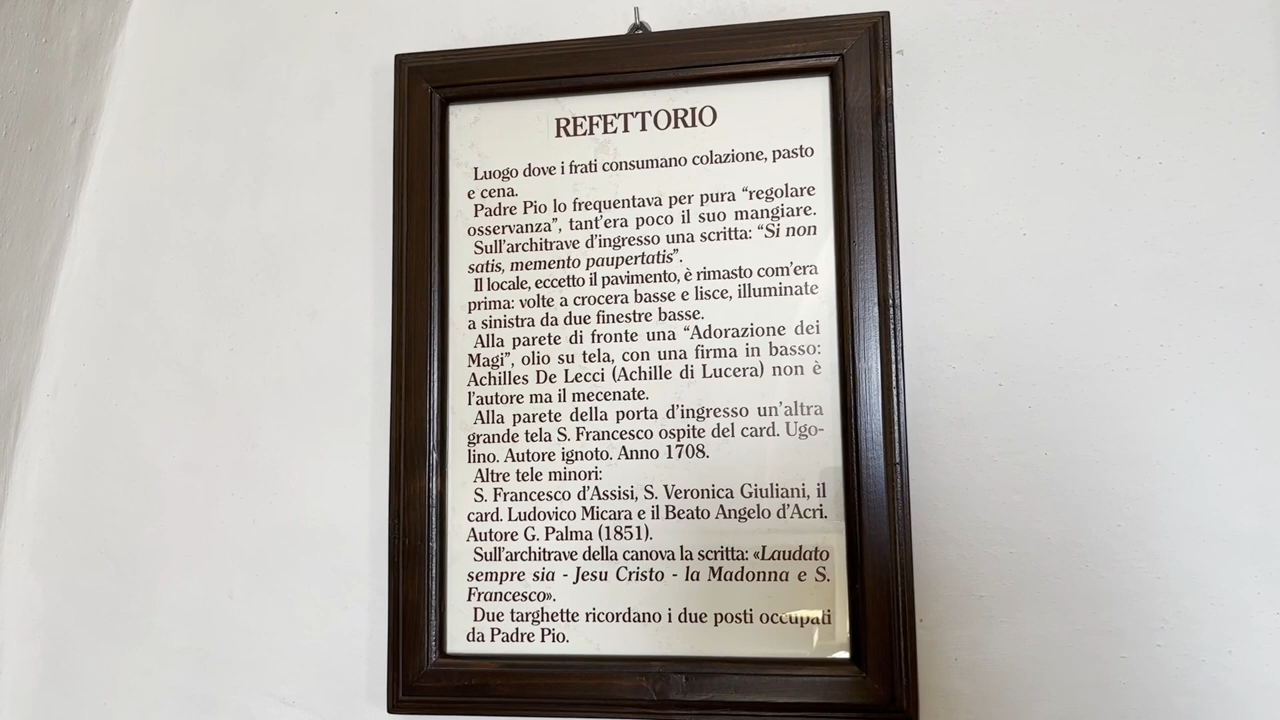 REFETTORIO
Luogo dove i frati consumano colazione, pasto
e cena.
Padre Pio lo frequentava per pura “regolare
osservanza”, tant'era poco il suo mangiare.
Sull'architrave d'ingresso una scritta: “Si non
satis, memento paupertatis”.
Il locale, eccetto il pavimento, è rimasto com'era
prima: volte a crocera basse e lisce, illuminate
a sinistra da due finestre basse.
Alla parete di fronte una “Adorazione dei
Magi”, olio su tela, con una firma in basso:
Achilles De Lecci (Achille di Lucera) non è
l'autore ma il mecenate.
Alla parete della porta d'ingresso un'altra
grande tela S. Francesco ospite del card. Ugo-
lino. Autore ignoto. Anno 1708.
Altre tele minori:
S. Francesco d'Assisi, S. Veronica Giuliani, il
card. Ludovico Micara e il Beato Angelo d'Acri.
Autore G. Palma (1851).
Sull'architrave della canova la scritta: «Laudato
sempre sia - Jesu Cristo - la Madonna e S.
Francesco».
Due targhette ricordano i due posti occupati
da Padre Pio.